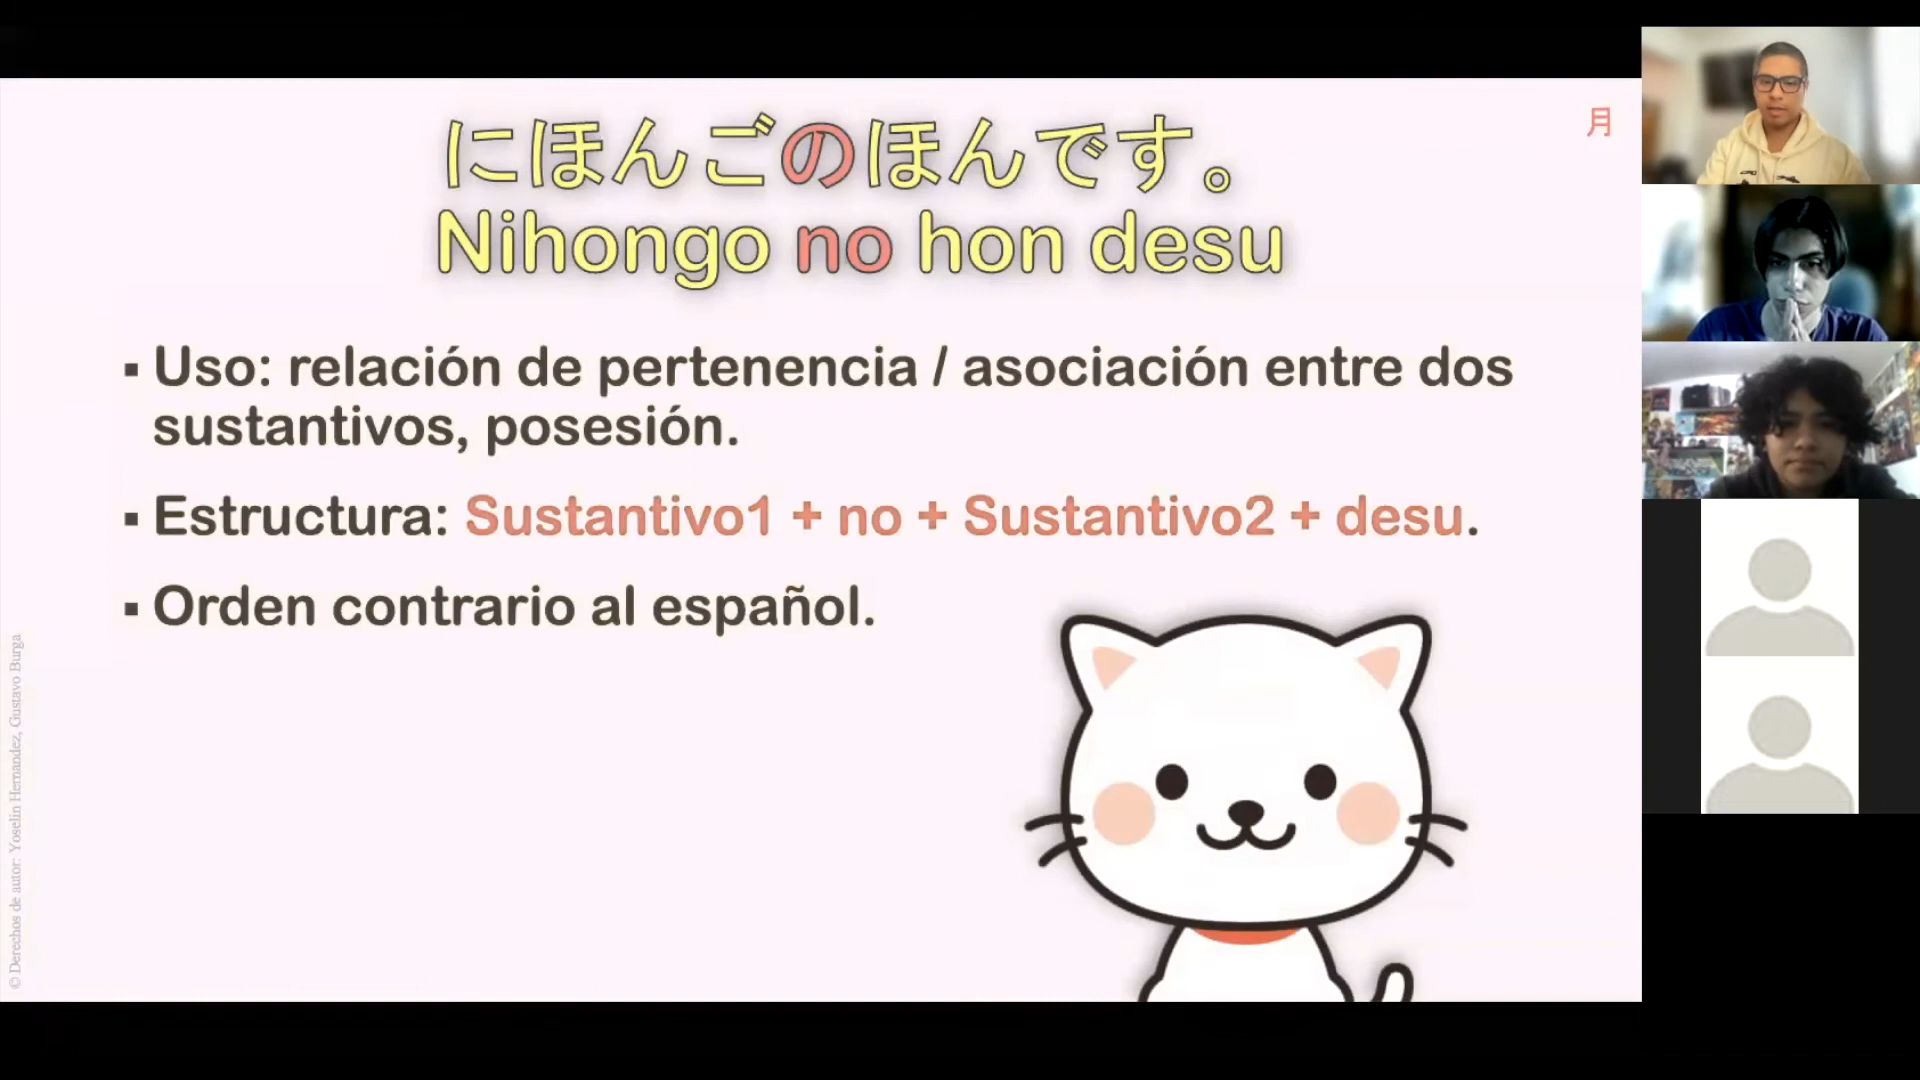 にほんごのほんです。
月
Nihongo no hon desu
▪ Uso: relación de pertenencia / asociación entre dos
sustantivos, posesión.
▪ Estructura: Sustantivo1 + no + Sustantivo2 + desu.
▪ Orden contrario al español.
© Derechos de autor: Yoselin Hernandez, Gustavo Burga